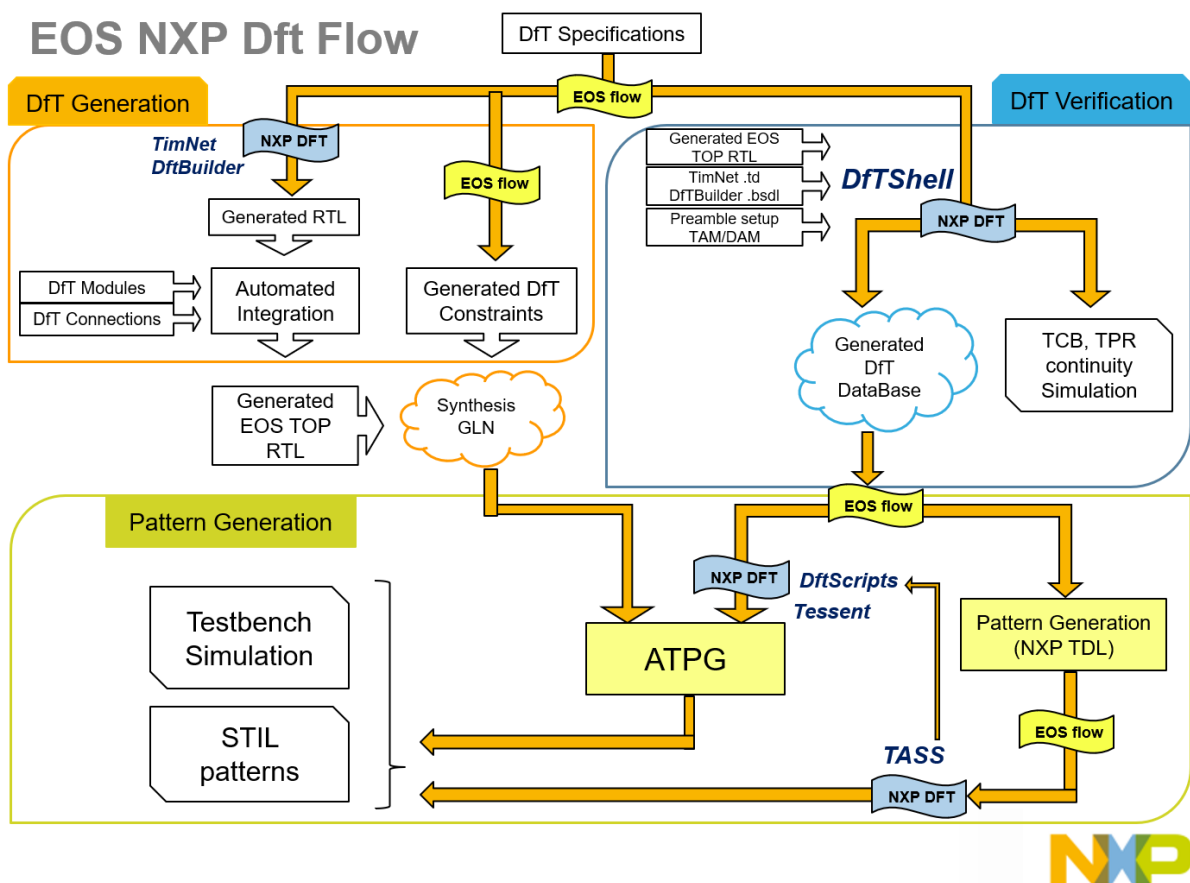 EOS NXP Dft Flow
DfT Specifications
EOS flow
DfT Generation
DfT Verification
TimNet
DftBuilder
NXP DFT
EOS flow
Generated RTL
DfT Modules
DfT Connections
Automated
Integration
Generated DfT
Constraints
Generated EOS
TOP RTL
TimNet .td
DfTBuilder .bsdl
Preamble setup
TAM/DAM
DfTShell
NXP DFT
Generated
DfT
DataBase
TCB, TPR
continuity
Simulation
Generated
EOS TOP
RTL
Synthesis
GLN
Pattern Generation
EOS flow
NXP DFT
DftScripts
Tessent
Testbench
Simulation
STIL
patterns
ATPG
Pattern Generation
(NXP TDL)
EOS flow
TASS
NXP DFT
NXP